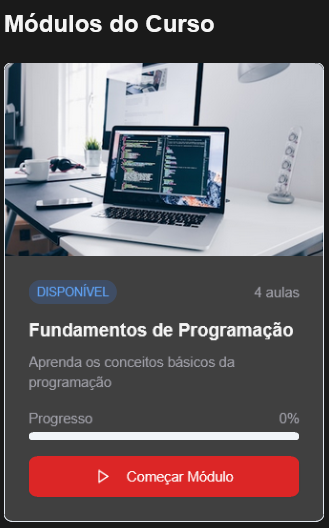 Módulos do Curso
DISPONÍVEL
4 aulas
Fundamentos de Programação
Aprenda os conceitos básicos da
programação
Progresso
0%
Começar Módulo